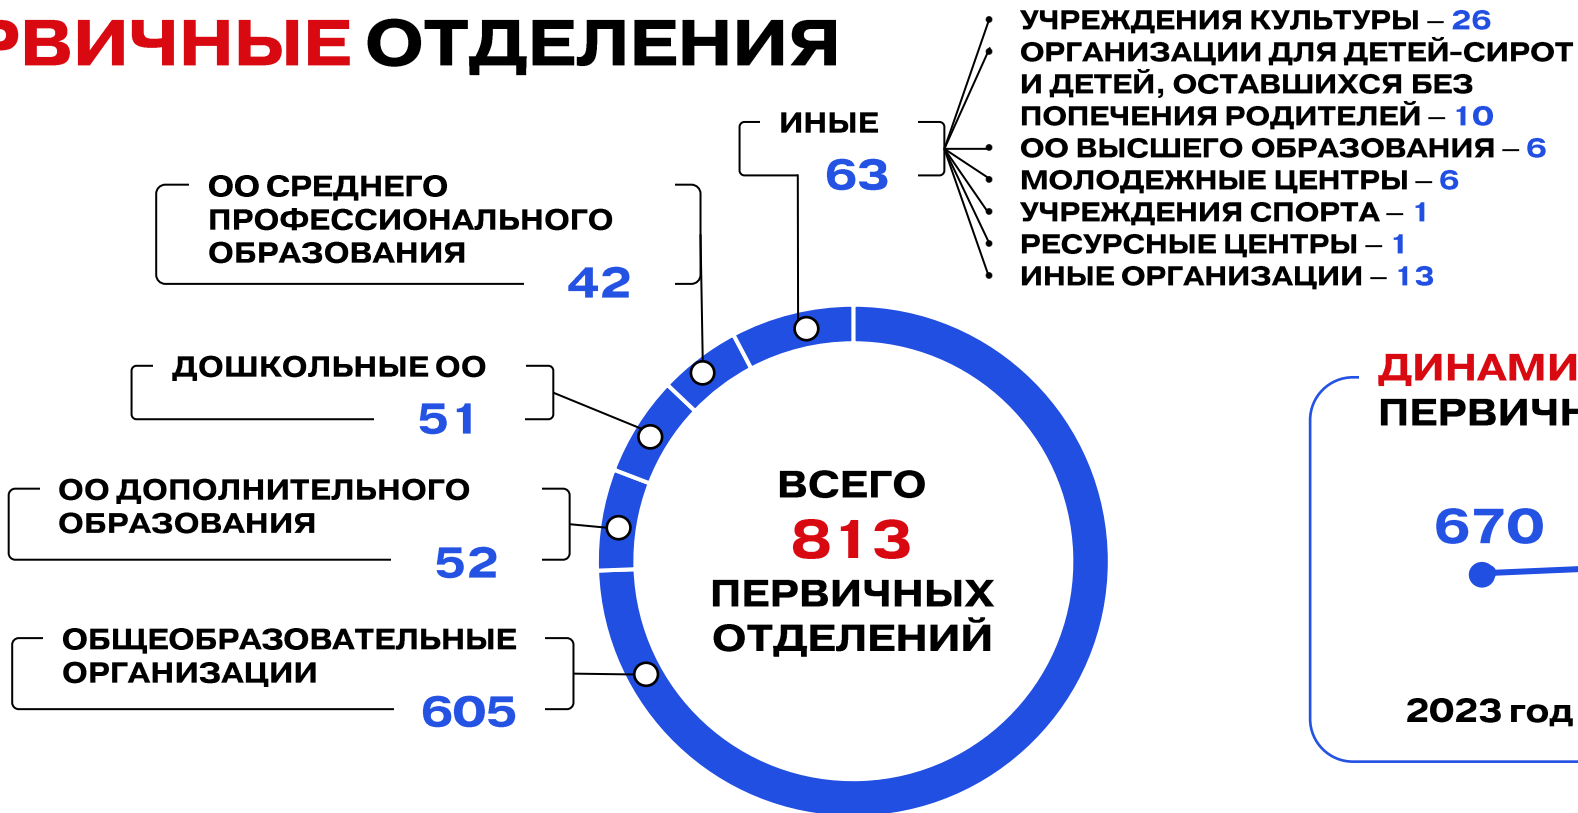 РВИЧНЫЕ ОТДЕЛЕНИЯ
УЧРЕЖДЕНИЯ КУЛЬТУРЫ – 26
ОРГАНИЗАЦИИ ДЛЯ ДЕТЕЙ-СИРОТ
И ДЕТЕЙ, ОСТАВШИХСЯ БЕЗ
ПОПЕЧЕНИЯ РОДИТЕЛЕЙ – 10
ОО ВЫСШЕГО ОБРАЗОВАНИЯ – 6
МОЛОДЕЖНЫЕ ЦЕНТРЫ – 6
УЧРЕЖДЕНИЯ СПОРТА – 1
РЕСУРСНЫЕ ЦЕНТРЫ – 1
ИНЫЕ ОРГАНИЗАЦИИ – 13
ИНЫЕ
63
ОО СРЕДНЕГО
ПРОФЕССИОНАЛЬНОГО
ОБРАЗОВАНИЯ
42
ДОШКОЛЬНЫЕ ОО
51
ОО ДОПОЛНИТЕЛЬНОГО
ОБРАЗОВАНИЯ
52
ОБЩЕОБРАЗОВАТЕЛЬНЫЕ
ОРГАНИЗАЦИИ
605
ВСЕГО
813
ПЕРВИЧНЫХ
ОТДЕЛЕНИЙ
ДИНАМИ
ПЕРВИЧН
670
2023 год